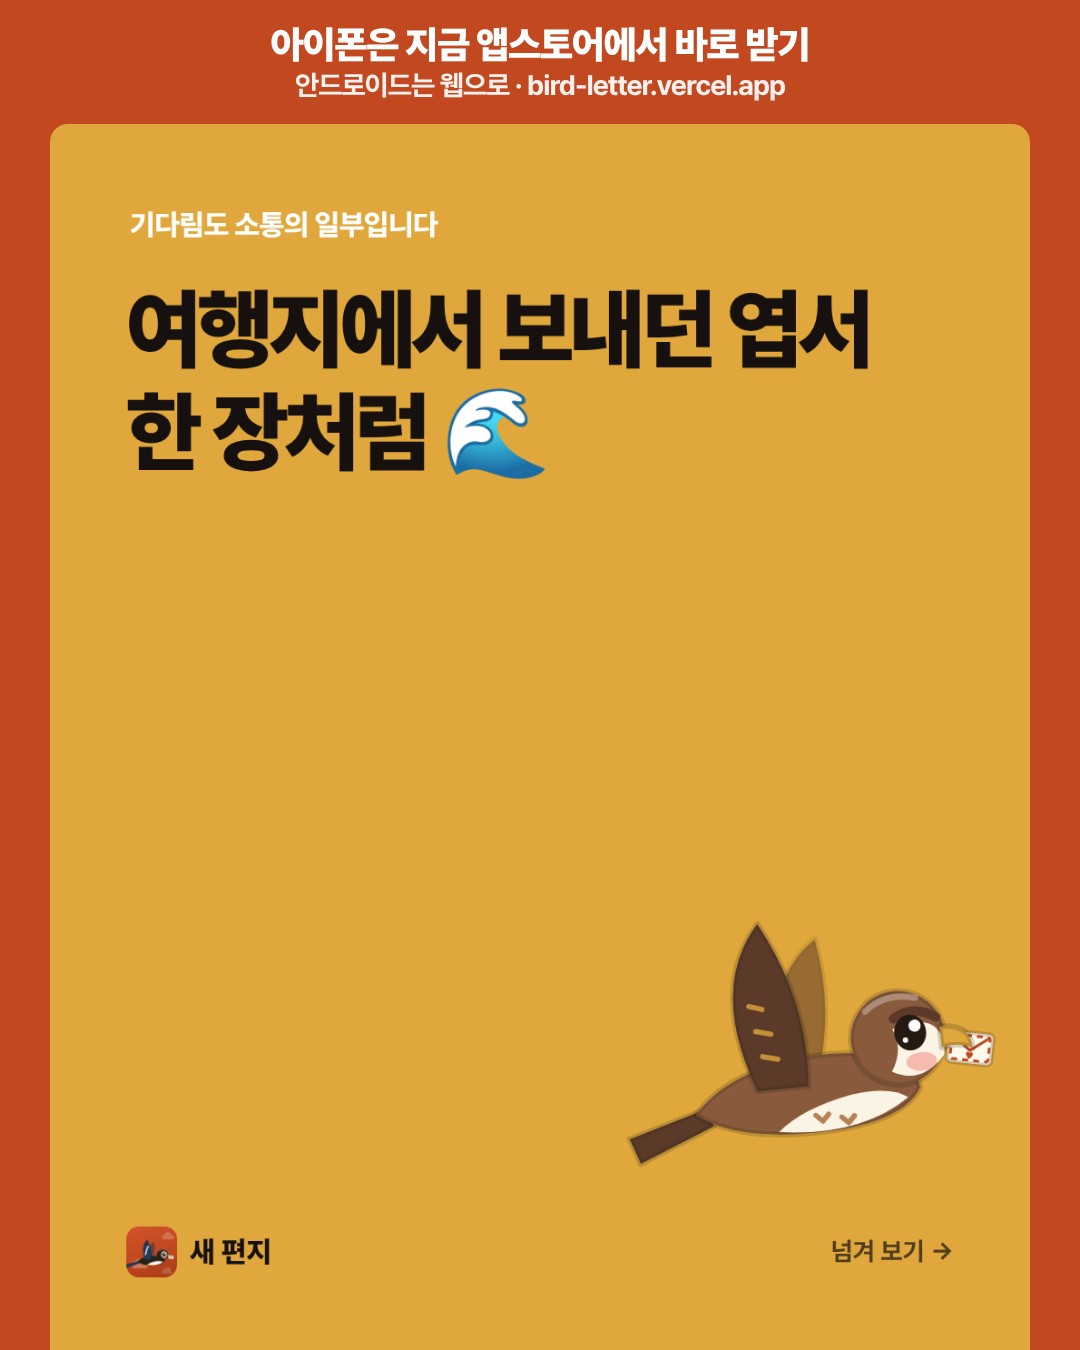 아이폰은 지금 앱스토어에서 바로 받기
안드로이드는 웹으로 · bird-letter.vercel.app
기다림도 소통의 일부입니다
여행지에서 보내던 엽서
한 장처럼 🌊
새 편지
넘겨 보기 →